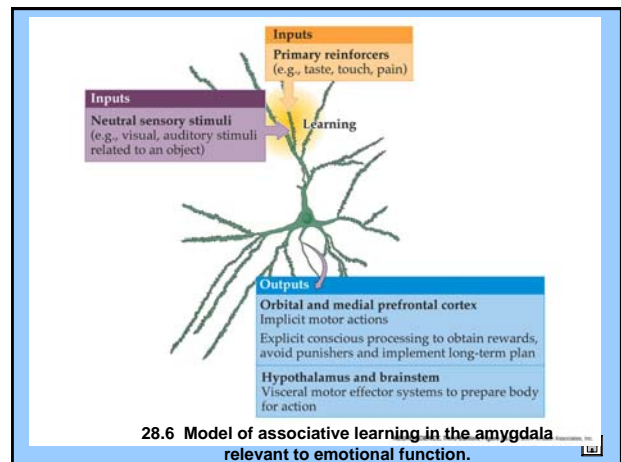 Inputs
Primary reinforcers
(e.g., taste, touch, pain)
Inputs
Neutral sensory stimuli
(e.g., visual, auditory stimuli
related to an object)
Learning
Outputs
Orbital and medial prefrontal cortex
Implicit motor actions
Explicit conscious processing to obtain rewards,
avoid punishers and implement long-term plan
Hypothalamus and brainstem
Visceral motor effector systems to prepare body
for action
28.6 Model of associative learning in the amygdala
relevant to emotional function.
Associates, Inc.